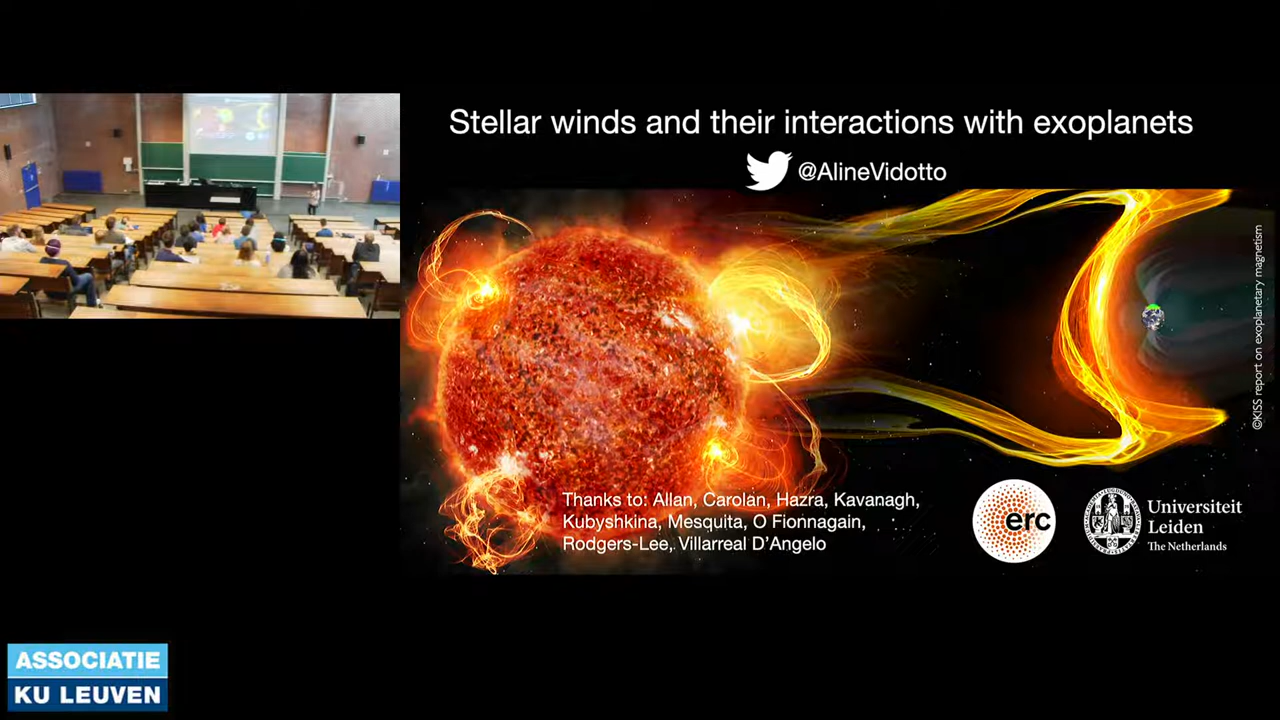 Stellar winds and their interactions with exoplanets
@AlineVidotto
©KISS report on exoplanetary magnetism
Thanks to: Allan, Carolan, Hazra, Kavanagh,
Kubyshkina, Mesquita, O Fionnagain,
Rodgers-Lee, Villarreal D'Angelo
erc
Universiteit
Leiden
The Netherlands
ASSOCIATIE
KU LEUVEN